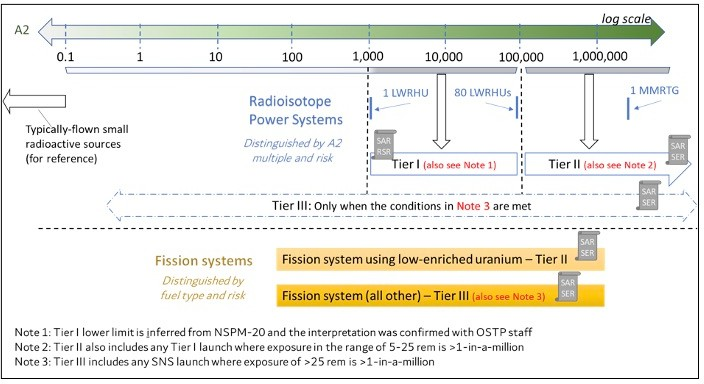 log scale
A2
0.1 1 10 100 1,000 10,000 100,000 1,000,000
Typically-flown small
radioactive sources
(for reference)
Radioisotope
Power Systems
Distinguished by A2
multiple and risk
1 LWRHU
80 LWRHUs
1 MMRTG
SAR
RSR
Tier I (also see Note 1)
Tier II (also see Note 2)
SAR
SER
Tier III: Only when the conditions in Note 3 are met
SAR
SER
Fission systems
Distinguished by
fuel type and risk
Fission system using low-enriched uranium – Tier II
SAR
SER
Fission system (all other) – Tier III (also see Note 3)
SAR
SER
Note 1: Tier I lower limit is inferred from NSPM-20 and the interpretation was confirmed with OSTP staff
Note 2: Tier II also includes any Tier I launch where exposure in the range of 5-25 rem is >1-in-a-million
Note 3: Tier III includes any SNS launch where exposure of >25 rem is >1-in-a-million